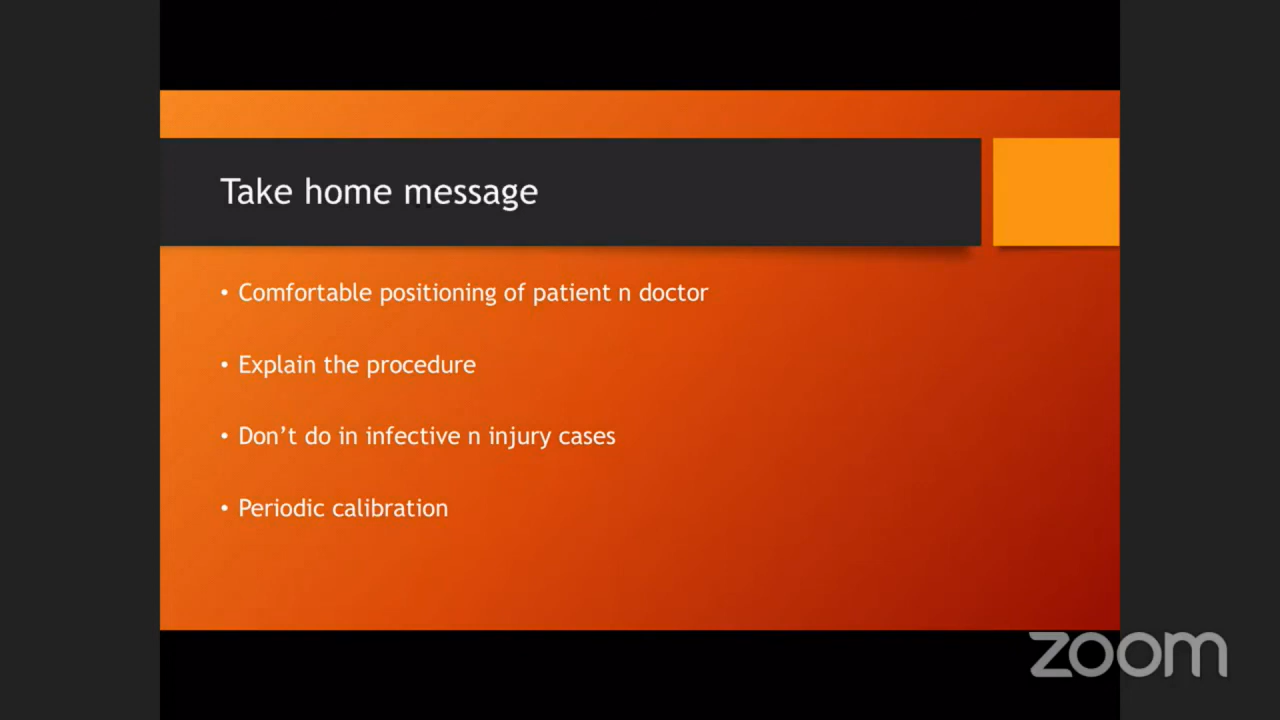 Take home message
• Comfortable positioning of patient n doctor
• Explain the procedure
• Don’t do in infective n injury cases
• Periodic calibration
zoom